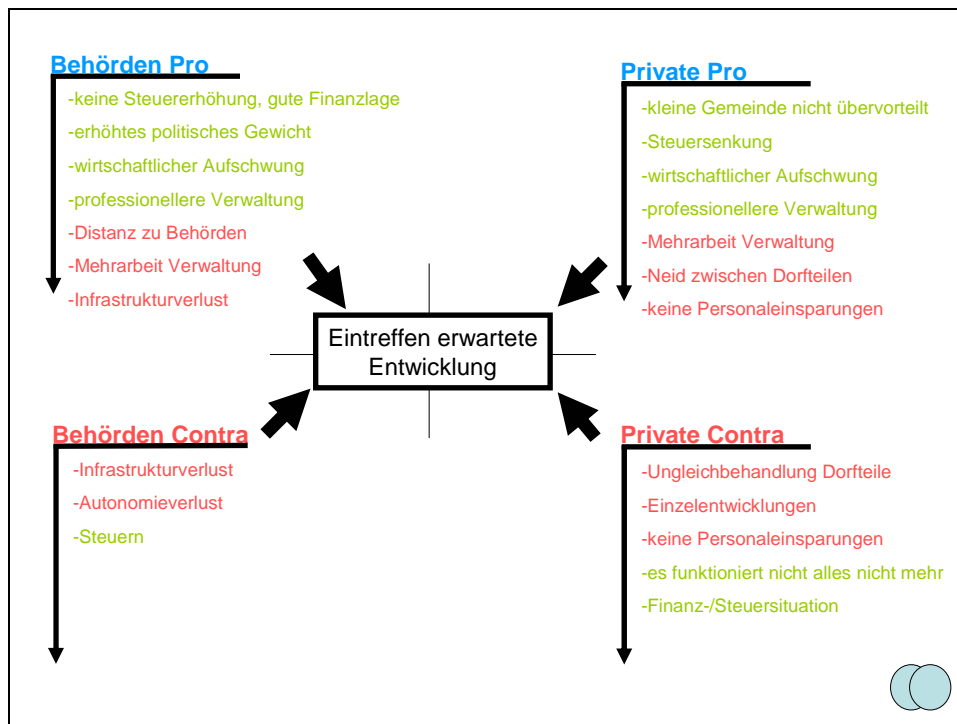 Behörden Pro
-keine Steuererhöhung, gute Finanzlage
-erhöhtes politisches Gewicht
-wirtschaftlicher Aufschwung
-professionellere Verwaltung
-Distanz zu Behörden
-Mehrarbeit Verwaltung
-Infrastrukturverlust
Private Pro
-kleine Gemeinde nicht übervorteilt
-Steuersenkung
-wirtschaftlicher Aufschwung
-professionellere Verwaltung
-Mehrarbeit Verwaltung
-Neid zwischen Dorfteilen
-keine Personaleinsparungen
Eintreffen erwartete
Entwicklung
Behörden Contra
-Infrastrukturverlust
-Autonomieverlust
-Steuern
Private Contra
-Ungleichbehandlung Dorfteile
-Einzelentwicklungen
-keine Personaleinsparungen
-es funktioniert nicht alles nicht mehr
-Finanz-/Steuersituation